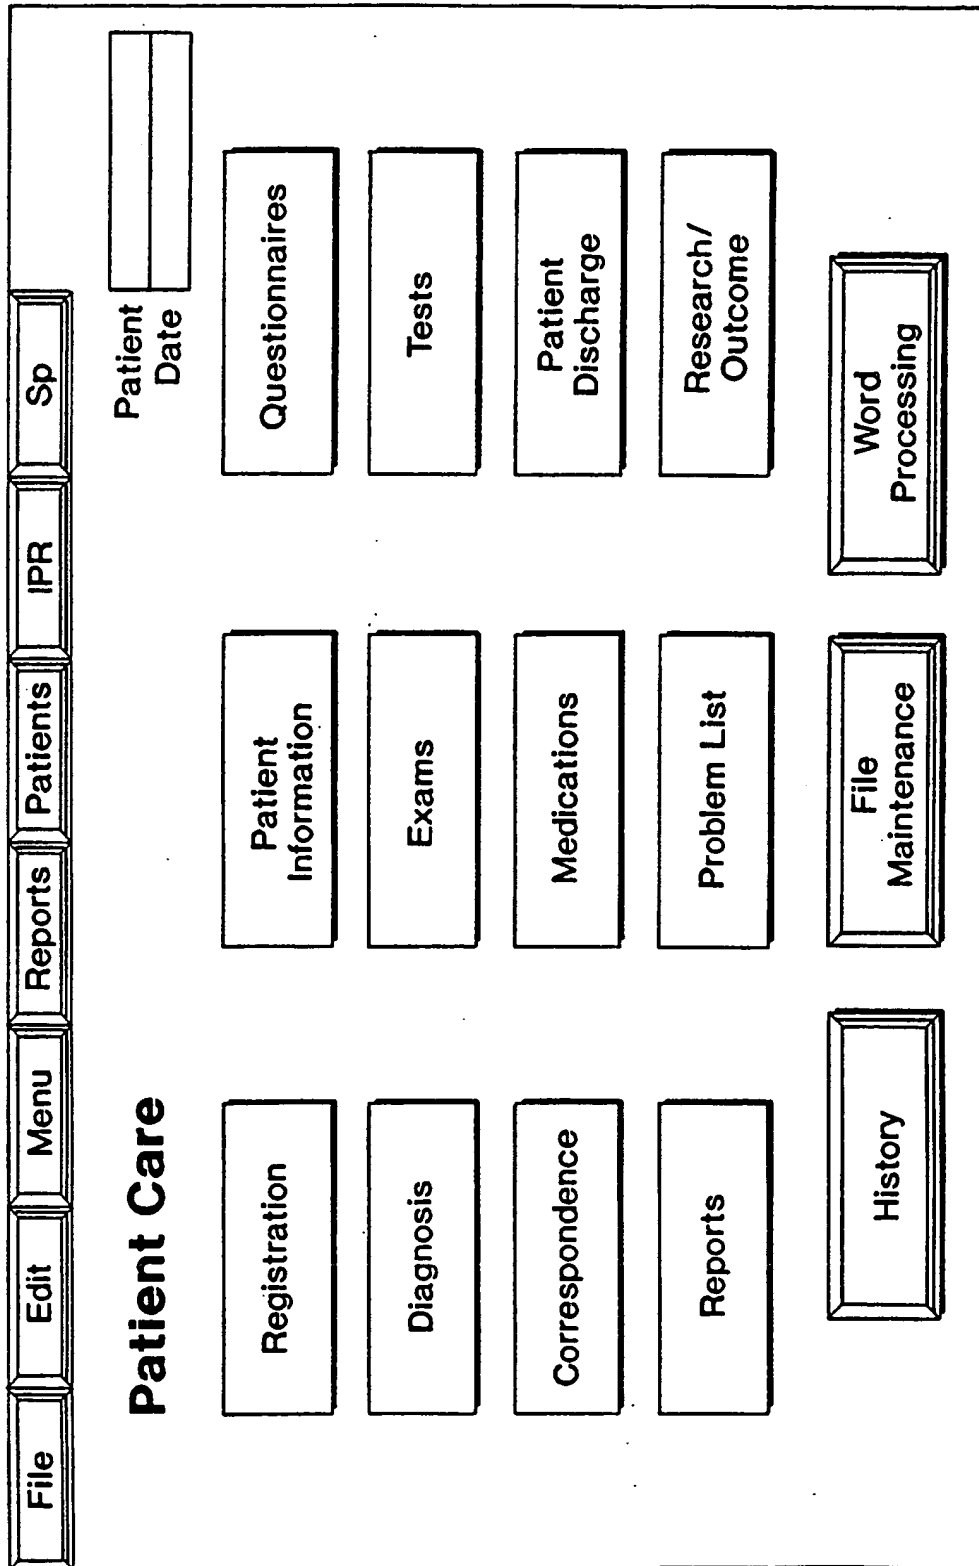 File Edit Menu Reports Patients IPR Sp
Patient Care
Patient
Date
Registration
Patient
Information
Questionnaires
Diagnosis
Exams
Tests
Correspondence
Medications
Patient
Discharge
Reports
Problem List
Research/
Outcome
History
File
Maintenance
Word
Processing